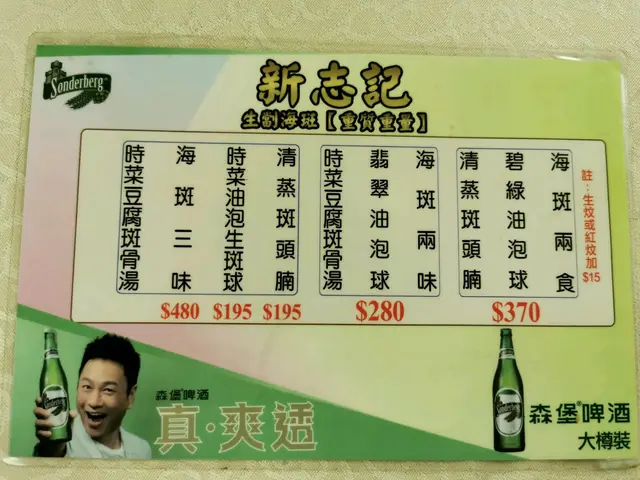 Sonderberg
新志記
生劏海斑【重質重量】
註：生炆或紅炆加$15
海斑兩食
碧綠油泡球
清蒸斑頭腩
$370
海斑兩味
翡翠油泡球
時菜豆腐斑骨湯
$280
清蒸斑頭腩
$195
時菜油泡生斑球
$195
海斑三味
時菜豆腐斑骨湯
$480
森堡®啤酒
真·爽透
森堡®啤酒
大樽裝